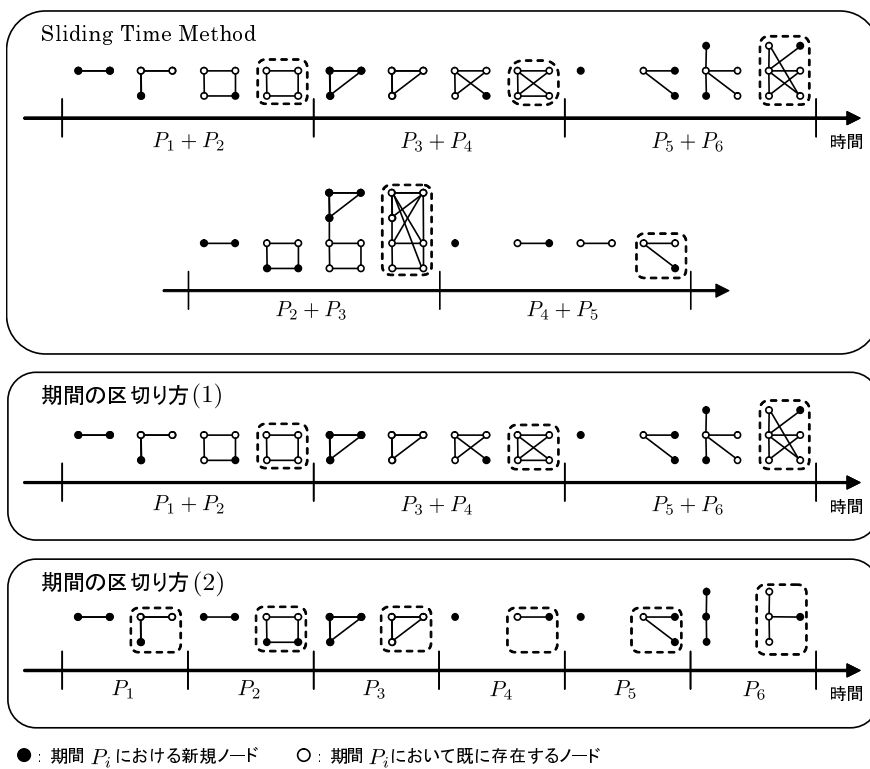 Sliding Time Method
P₁ + P₂ P₃ + P₄ P₅ + P₆ 時間
P₂ + P₃ P₄ + P₅
期間の区切り方(1)
P₁ + P₂ P₃ + P₄ P₅ + P₆ 時間
期間の区切り方(2)
P₁ P₂ P₃ P₄ P₅ P₆ 時間
●: 期間 Pᵢ における新規ノード ○: 期間 Pᵢ において既に存在するノード